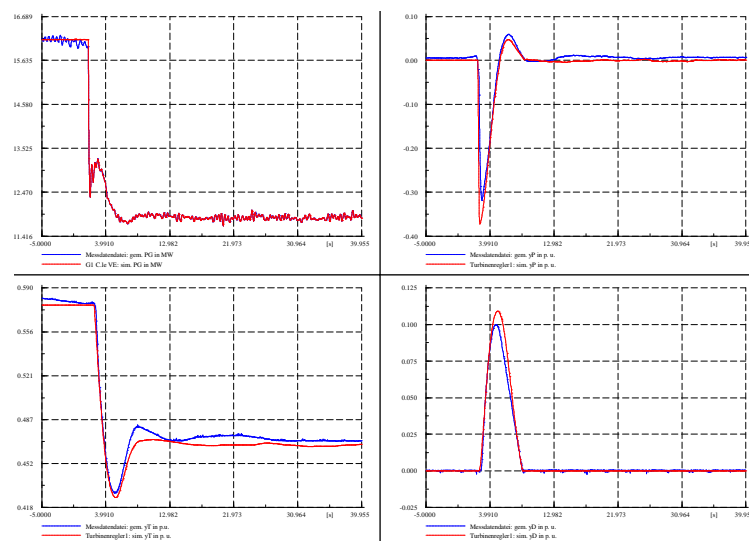 16.689
15.635
14.580
13.525
12.470
11.416
-5.0000 3.9910 12.982 21.973 30.964 [s] 39.955
Messdatendatei: gem. PG in MW
G1 C.le VE: sim. PG in MW
0.10
0.00
-0.10
-0.20
-0.30
-0.40
-5.0000 3.9910 12.982 21.973 30.964 [s] 39.955
Messdatendatei: gem. yP in p. u.
Turbinenregler1: sim. yP in p. u.
0.590
0.556
0.521
0.487
0.452
0.418
-5.0000 3.9910 12.982 21.973 30.964 [s] 39.955
Messdatendatei: gem. yT in p.u.
Turbinenregler1: sim. yT in p. u.
0.125
0.100
0.075
0.050
0.025
0.000
-0.025
-5.0000 3.9910 12.982 21.973 30.964 [s] 39.955
Messdatendatei: gem. yD in p. u.
Turbinenregler1: sim. yD in p. u.